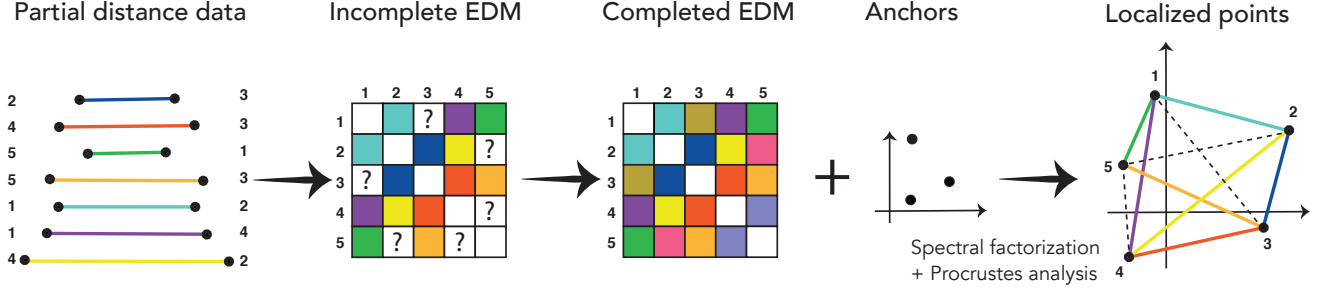 Partial distance data
Incomplete EDM
Completed EDM
Anchors
Localized points
2 3
4 3
5 1
5 3
1 2
1 4
4 2
1 2 3 4 5
1 ?
2 ?
3 ?
4 ?
5 ? ?
1 2 3 4 5
1
2
3
4
5
+
Spectral factorization
+ Procrustes analysis
1
2
5
3
4